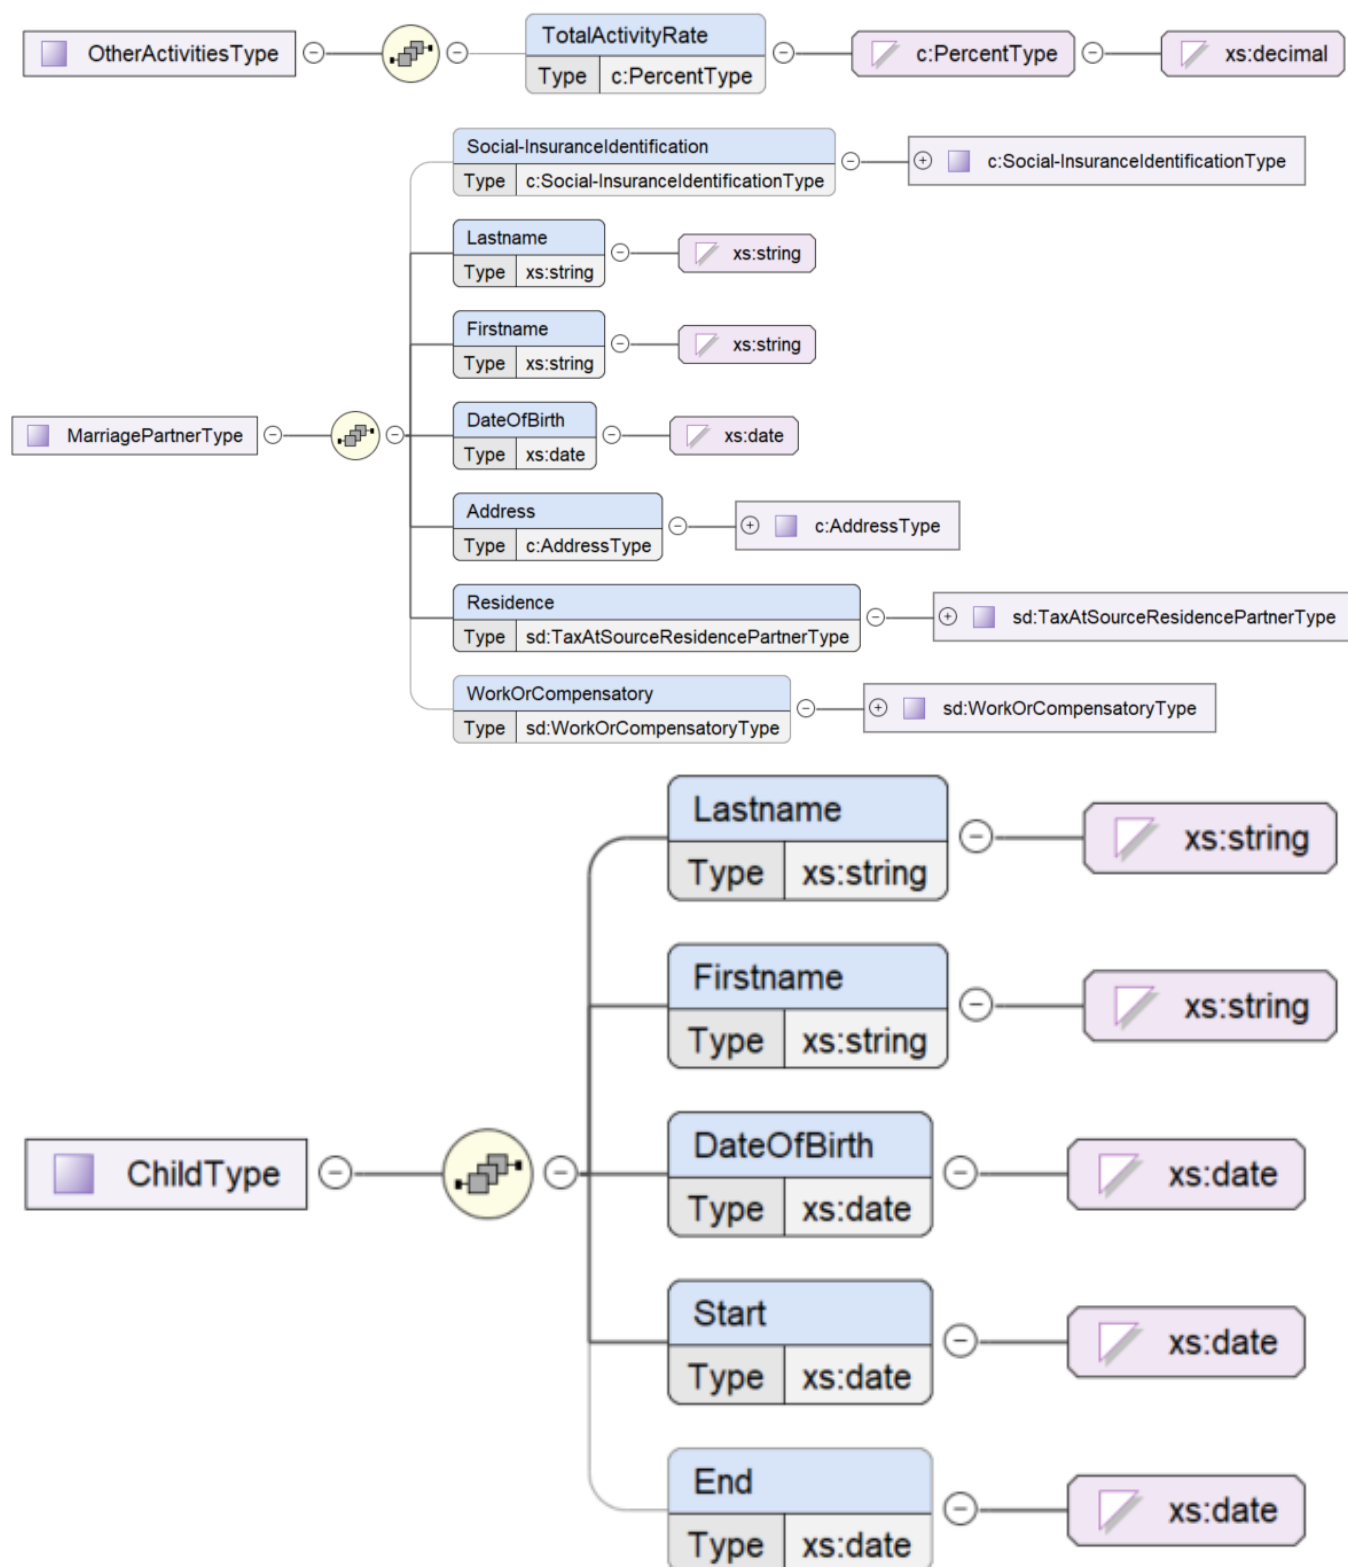 OtherActivitiesType
TotalActivityRate
Type c:PercentType
c:PercentType
xs:decimal
MarriagePartnerType
Social-InsuranceIdentification
Type c:Social-InsuranceIdentificationType
c:Social-InsuranceIdentificationType
Lastname
Type xs:string
xs:string
Firstname
Type xs:string
xs:string
DateOfBirth
Type xs:date
xs:date
Address
Type c:AddressType
c:AddressType
Residence
Type sd:TaxAtSourceResidencePartnerType
sd:TaxAtSourceResidencePartnerType
WorkOrCompensatory
Type sd:WorkOrCompensatoryType
sd:WorkOrCompensatoryType
ChildType
Lastname
Type xs:string
xs:string
Firstname
Type xs:string
xs:string
DateOfBirth
Type xs:date
xs:date
Start
Type xs:date
xs:date
End
Type xs:date
xs:date